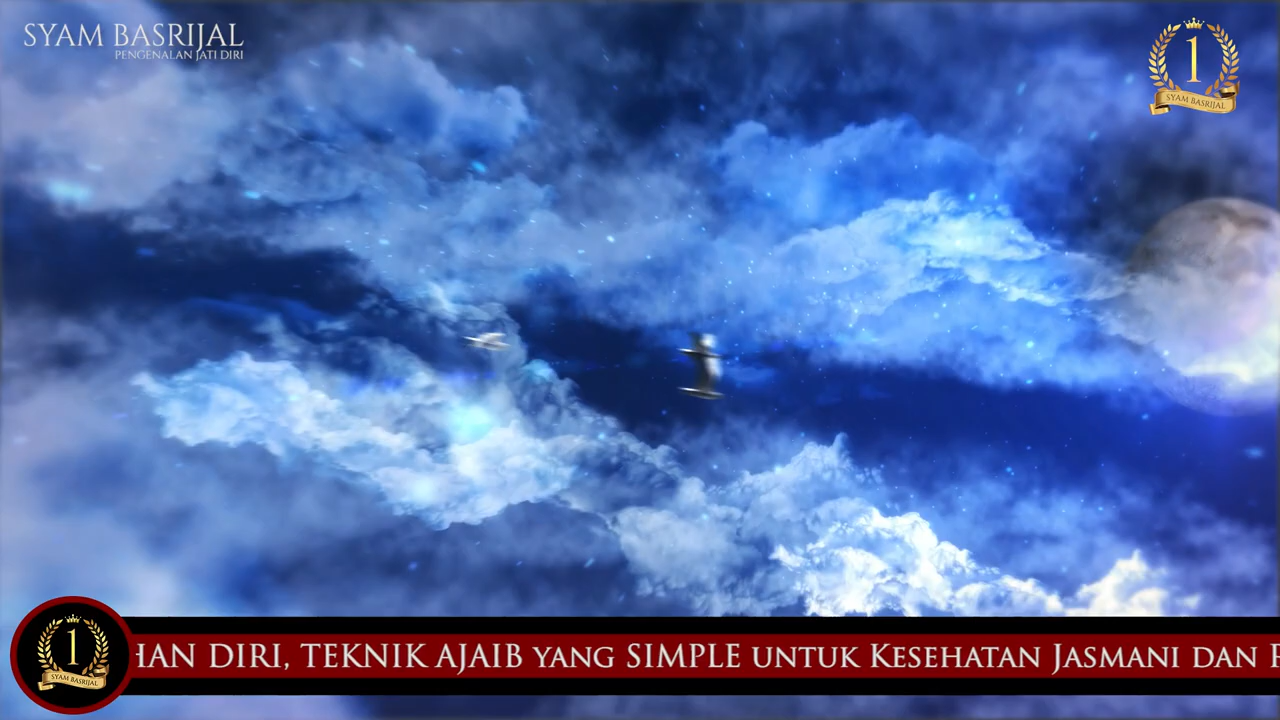 SYAM BASRIJAL
PENGENALAN JATI DIRI
1
SYAM BASRIJAL
1
SYAM BASRIJAL
HAN DIRI, TEKNIK AJAIB YANG SIMPLE UNTUK KESEHATAN JASMANI DAN